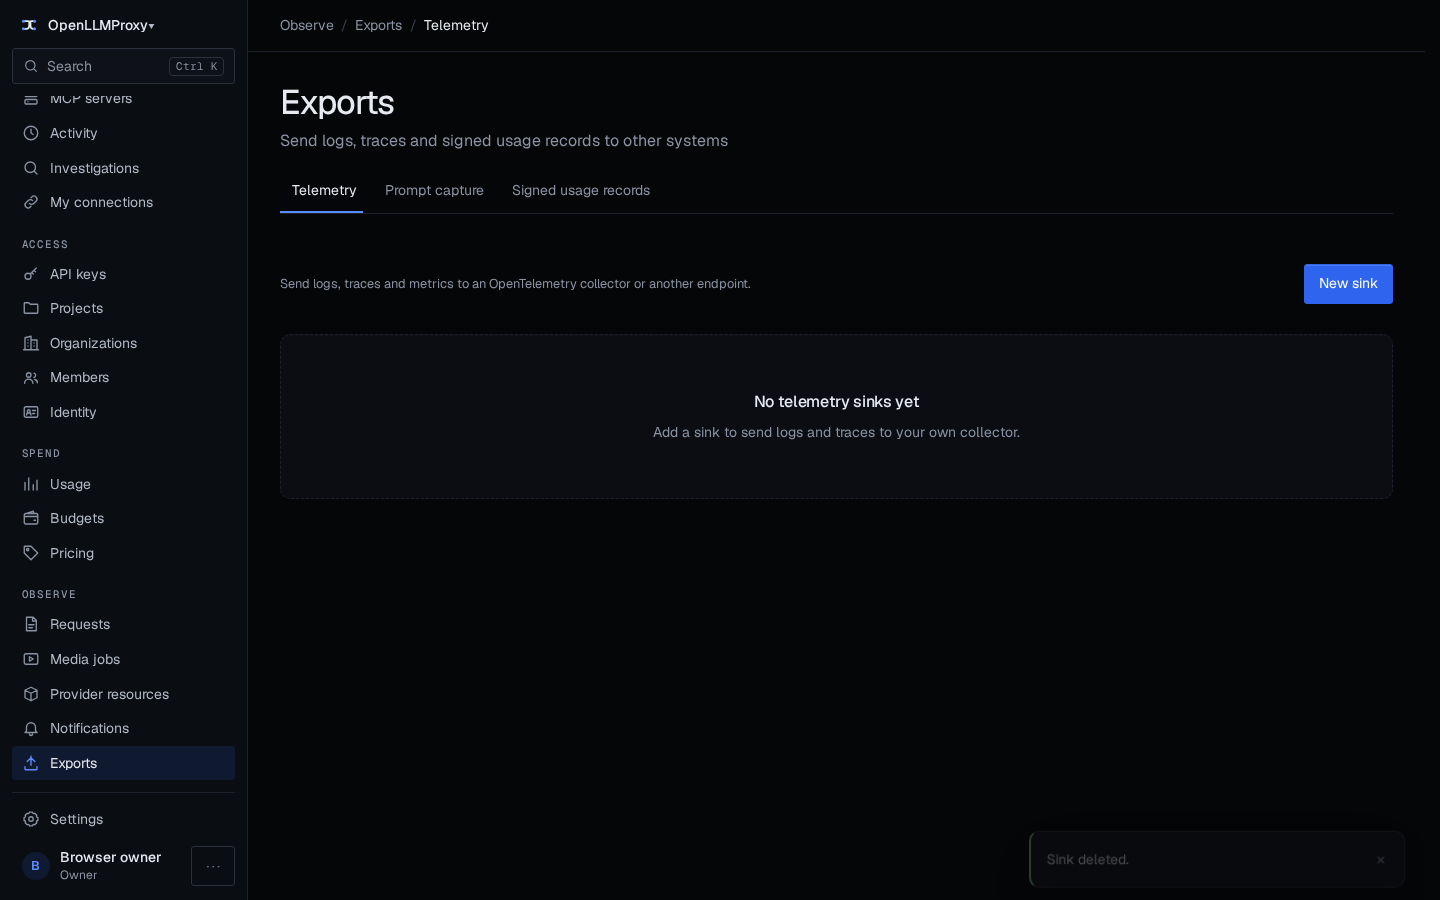 OpenLLMProxy
Search
Ctrl K
MCP servers
Activity
Investigations
My connections
ACCESS
API keys
Projects
Organizations
Members
Identity
SPEND
Usage
Budgets
Pricing
OBSERVE
Requests
Media jobs
Provider resources
Notifications
Exports
Settings
B
Browser owner
Owner
...
Observe / Exports / Telemetry
Exports
Send logs, traces and signed usage records to other systems
Telemetry
Prompt capture
Signed usage records
Send logs, traces and metrics to an OpenTelemetry collector or another endpoint.
New sink
No telemetry sinks yet
Add a sink to send logs and traces to your own collector.
Sink deleted.
×